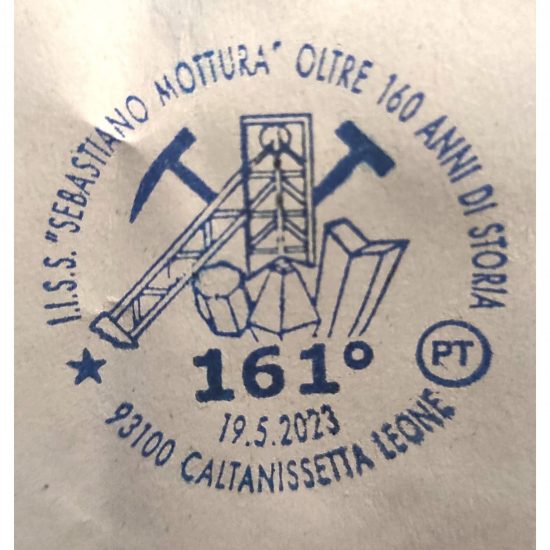 I.I.S.S. "SEBASTIANO MOTTURA" OLTRE 160 ANNI DI STORIA
161°
PT
19.5.2023
93100 CALTANISSETTA LEONE